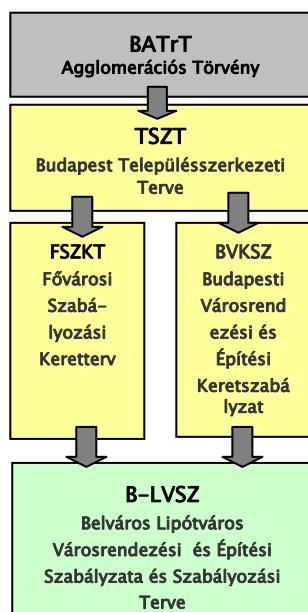 BATrT
Agglomerációs Törvény
TSZT
Budapest Településszerkezeti
Terve
FSZKT
Fővárosi
Szabá-
lyozási
Keretterv
BVKSZ
Budapesti
Városrend
ezési és
Építési
Keretszabá
lyzat
B-LVSZ
Belváros Lipótváros
Városrendezési és Építési
Szabályzata és Szabályozási
Terve